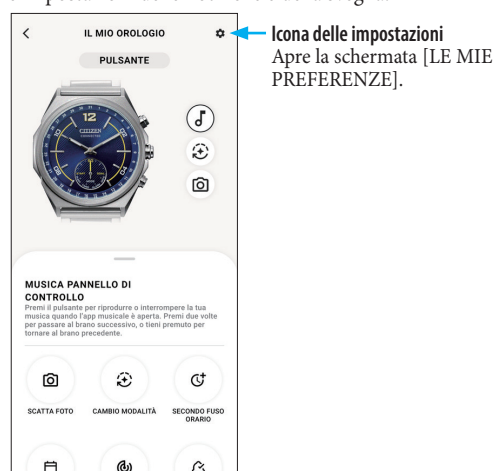 IL MIO OROLOGIO
Icona delle impostazioni
Apre la schermata [LE MIE
PREFERENZE].
PULSANTE
12
CITIZEN
MUSICA PANNELLO DI
CONTROLLO
Premi il pulsante per riprodurre o interrompere la tua
musica quando l'app musicale è aperta. Premi due volte
per passare al brano successivo, o tieni premuto per
tornare al brano precedente.
SCATTA FOTO
CAMBIO MODALITÀ
SECONDO FUSO
ORARIO